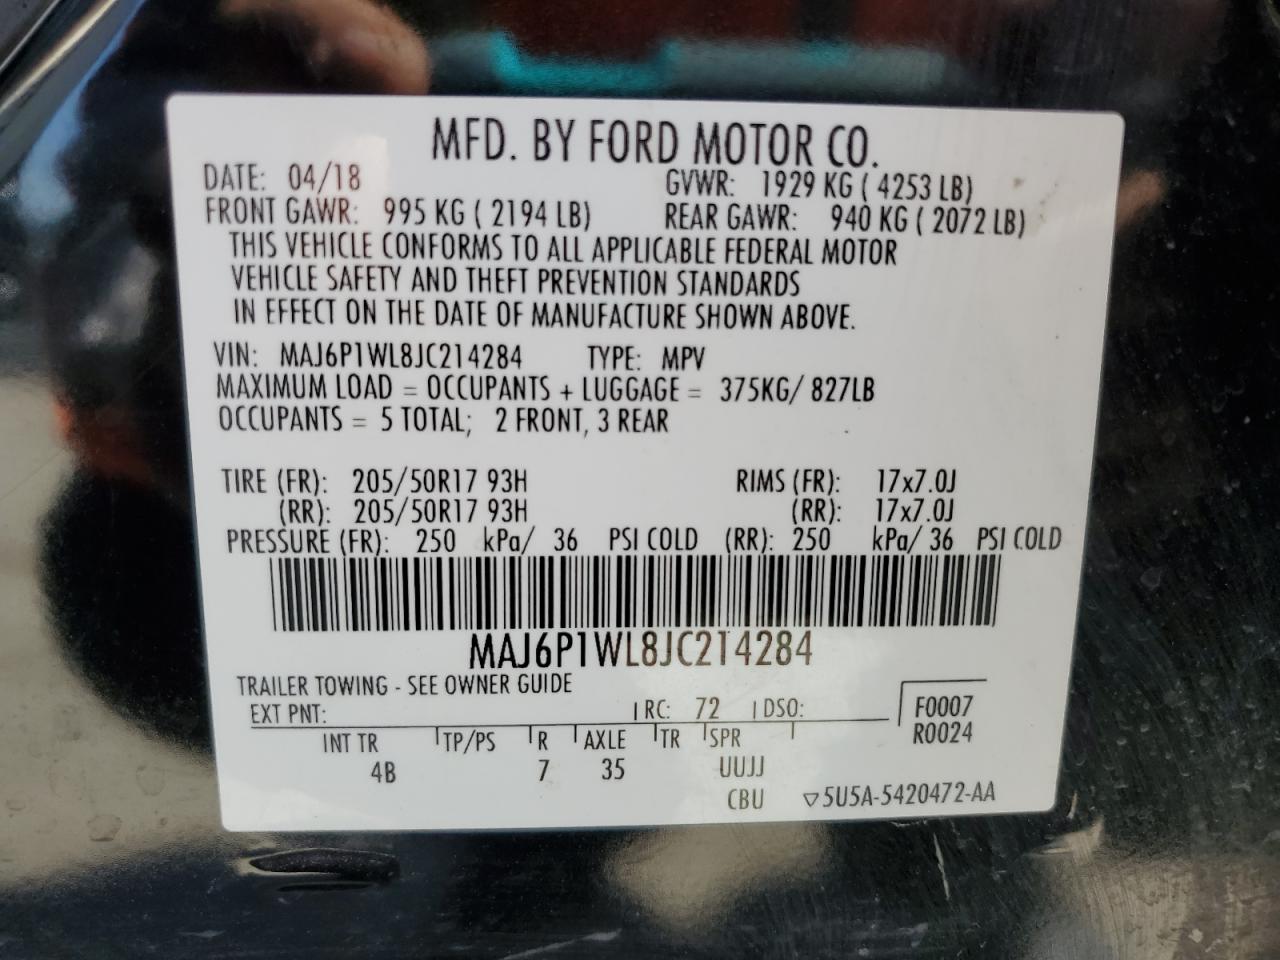 MFD. BY FORD MOTOR CO.
DATE: 04/18 GVWR: 1929 KG ( 4253 LB)
FRONT GAWR: 995 KG ( 2194 LB) REAR GAWR: 940 KG ( 2072 LB)
THIS VEHICLE CONFORMS TO ALL APPLICABLE FEDERAL MOTOR
VEHICLE SAFETY AND THEFT PREVENTION STANDARDS
IN EFFECT ON THE DATE OF MANUFACTURE SHOWN ABOVE.
VIN: MAJ6P1WL8JC214284 TYPE: MPV
MAXIMUM LOAD = OCCUPANTS + LUGGAGE = 375KG/ 827LB
OCCUPANTS = 5 TOTAL; 2 FRONT, 3 REAR
TIRE (FR): 205/50R17 93H RIMS (FR): 17x7.0J
(RR): 205/50R17 93H (RR): 17x7.0J
PRESSURE (FR): 250 kPa/ 36 PSI COLD (RR): 250 kPa/ 36 PSI COLD
MAJ6P1WL8JC214284
TRAILER TOWING - SEE OWNER GUIDE
EXT PNT: RC: 72 DSO: F0007
R0024
INT TR TP/PS R AXLE TR SPR
4B 7 35 UUJJ
CBU ▽5U5A-5420472-AA